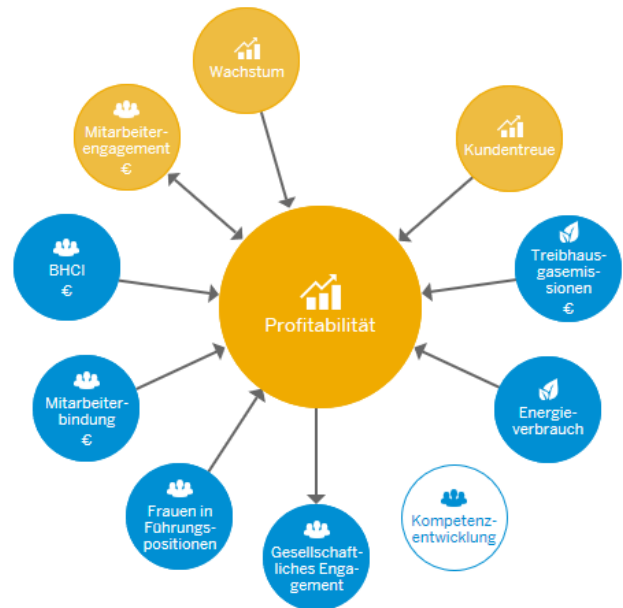 Wachstum
Mitarbeiter-
engagement
€
Kundentreue
BHCI
€
Treibhaus-
gasemis-
sionen
€
Profitabilität
Mitarbeiter-
bindung
€
Energie-
verbrauch
Frauen in
Führungs-
positionen
Kompetenz-
entwicklung
Gesellschaft-
liches Enga-
gement